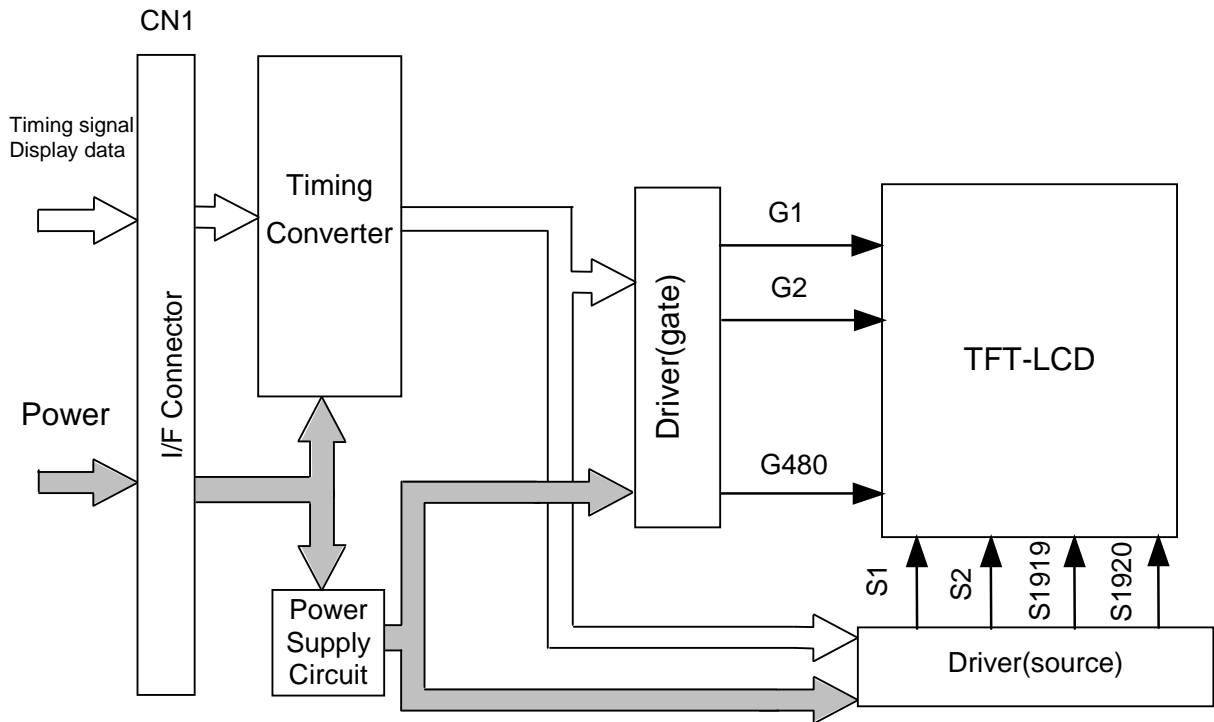 CN1
Timing signal
Display data
Power
I/F Connector
Timing
Converter
Power
Supply
Circuit
Driver(gate)
G1
G2
G480
TFT-LCD
S1
S2
S1919
S1920
Driver(source)